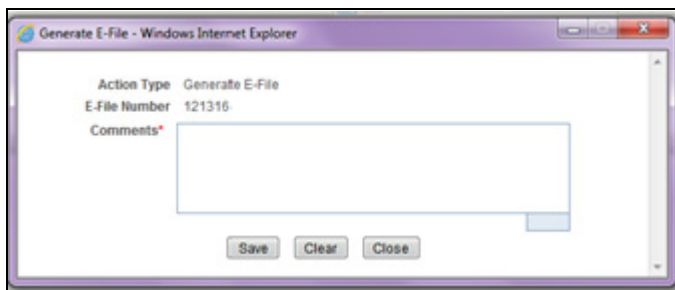 Generate E-File - Windows Internet Explorer
Action Type Generate E-File
E-File Number 121316
Comments*
Save Clear Close